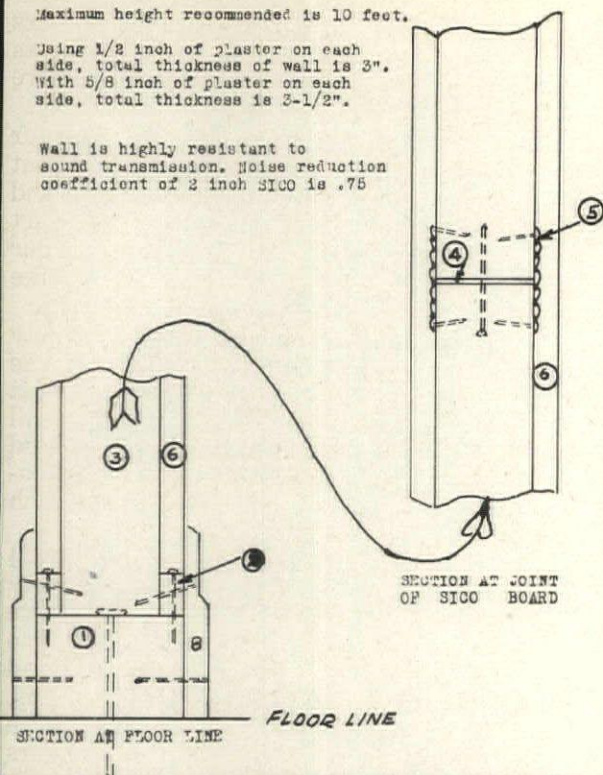 Maximum height recommended is 10 feet.
Using 1/2 inch of plaster on each
side, total thickness of wall is 3".
With 5/8 inch of plaster on each
side, total thickness is 3-1/2".
Wall is highly resistant to
sound transmission. Noise reduction
coefficient of 2 inch SICO is .75
5
4
6
3
6
SECTION AT JOINT
OF SICO BOARD
1
8
FLOOR LINE
SECTION AT FLOOR LINE